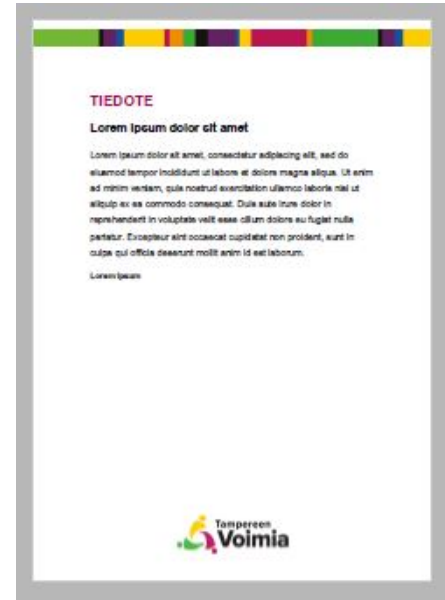 TIEDOTE
Lorem ipsum dolor sit amet
Lorem ipsum dolor sit amet, consectetur adipiscing elit, sed do
eiusmod tempor incididunt ut labore et dolore magna aliqua. Ut enim
ad minim veniam, quis nostrud exercitation ullamco laboris nisi ut
aliquip ex ea commodo consequat. Duis aute irure dolor in
reprehenderit in voluptate velit esse cillum dolore eu fugiat nulla
pariatur. Excepteur sint occaecat cupidatat non proident, sunt in
culpa qui officia deserunt mollit anim id est laborum.
Lorem ipsum
Tampereen
Voimia